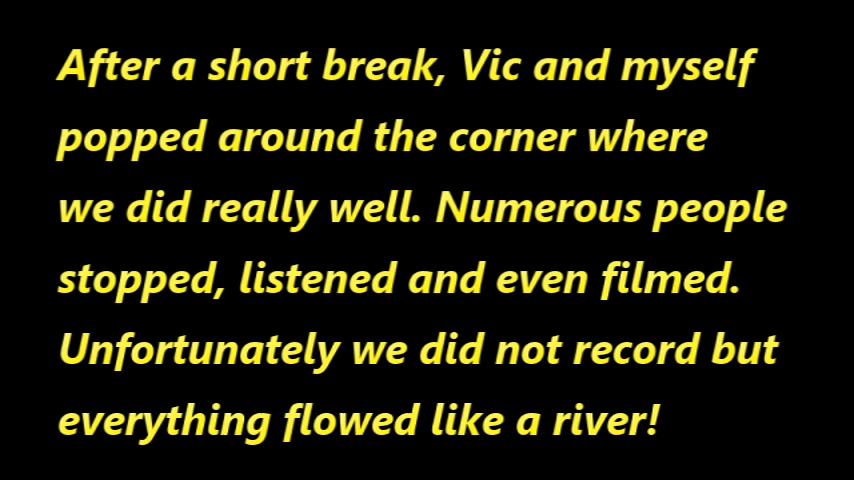 After a short break, Vic and myself
popped around the corner where
we did really well. Numerous people
stopped, listened and even filmed.
Unfortunately we did not record but
everything flowed like a river!